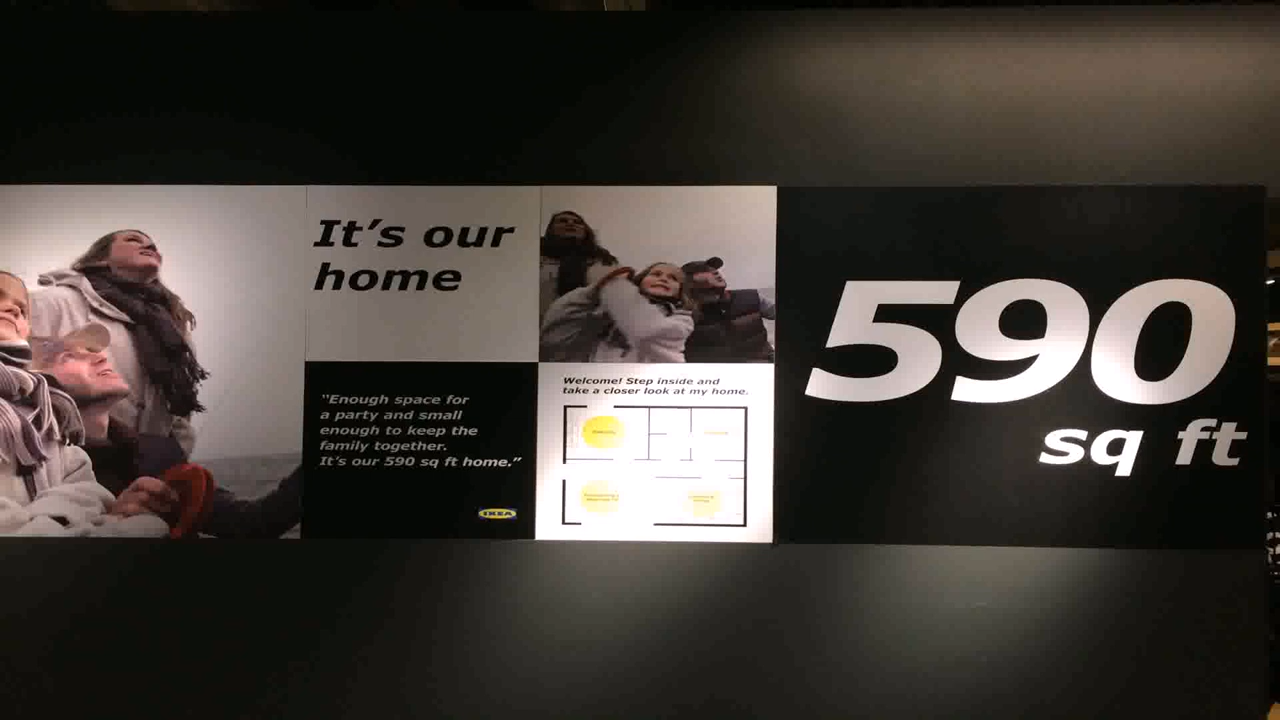 It's our
home
"Enough space for
a party and small
enough to keep the
family together.
It's our 590 sq ft home."
IKEA
Welcome! Step inside and
take a closer look at my home.
590
sq ft